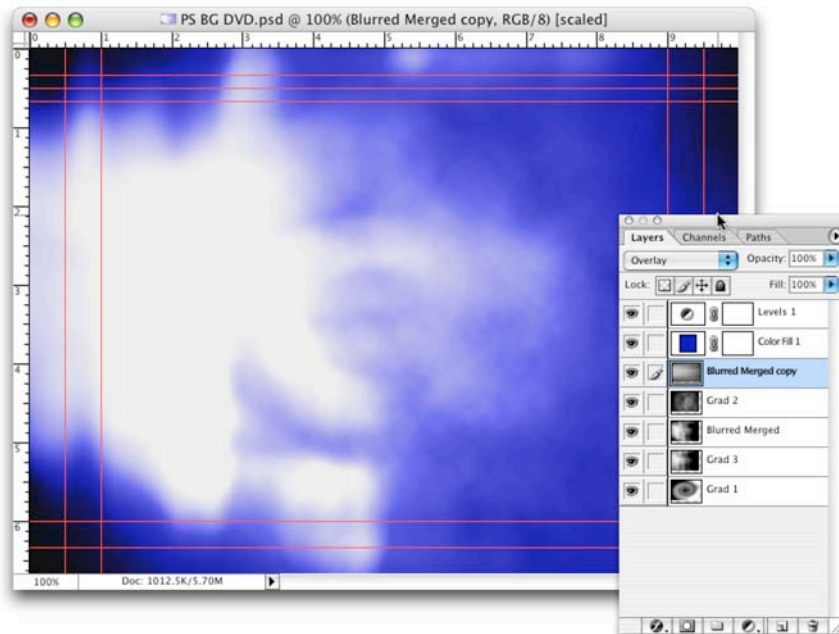 PS BG DVD.psd @ 100% (Blurred Merged copy, RGB/8) [scaled]
0 1 2 3 4 5 6 7 8 9
0
1
2
3
4
5
6
Layers Channels Paths
Overlay Opacity: 100%
Lock: Fill: 100%
Levels 1
Color Fill 1
Blurred Merged copy
Grad 2
Blurred Merged
Grad 3
Grad 1
100% Doc: 1012.5K/5.70M